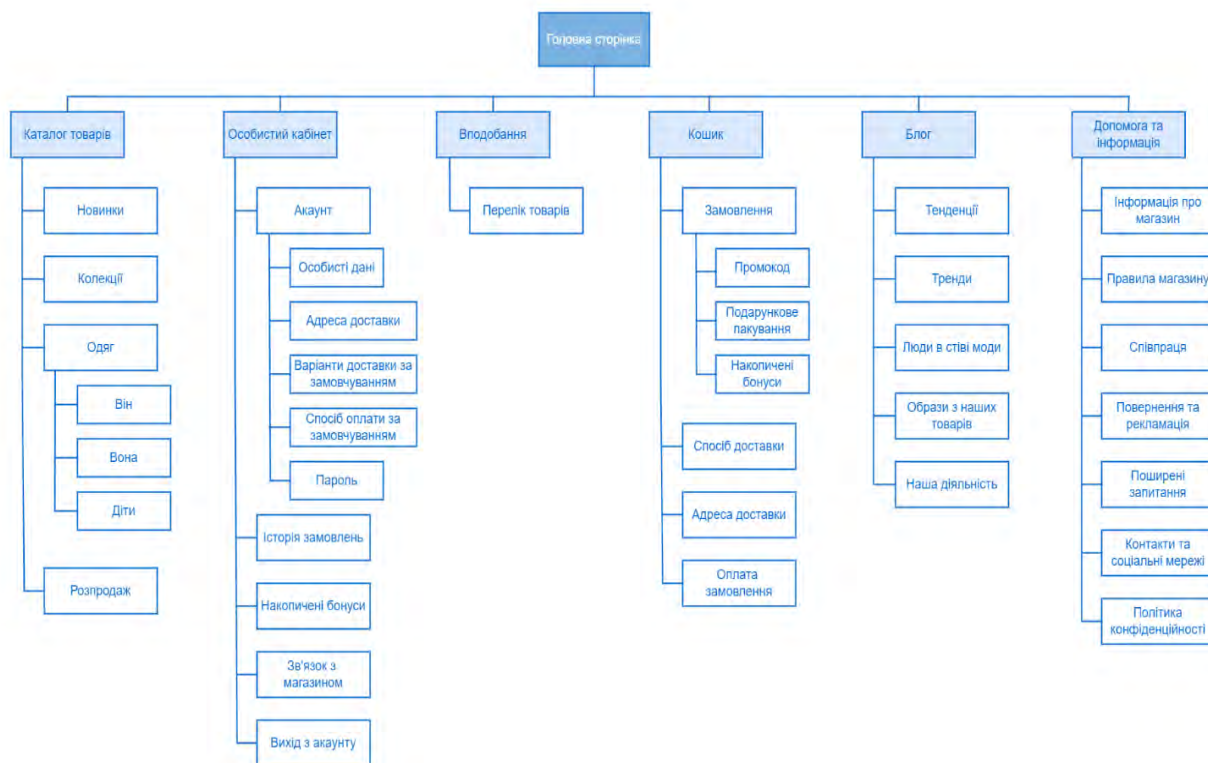 Головна сторінка
Каталог товарів
Новинки
Колекції
Одяг
Він
Вона
Діти
Розпродаж
Особистий кабінет
Акаунт
Особисті дані
Адреса доставки
Варіанти доставки за
замовчуванням
Спосіб оплати за
замовчуванням
Пароль
Історія замовлень
Накопичені бонуси
Зв'язок з
магазином
Вихід з акаунту
Вподобання
Перелік товарів
Кошик
Замовлення
Промокод
Подарункове
пакування
Накопичені
бонуси
Спосіб доставки
Адреса доставки
Оплата
замовлення
Блог
Тенденції
Тренди
Люди в стіві моди
Образи з наших
товарів
Наша діяльність
Допомога та
інформація
Інформація про
магазин
Правила магазину
Співпраця
Повернення та
рекламація
Поширені
запитання
Контакти та
соціальні мережі
Політика
конфіденційності